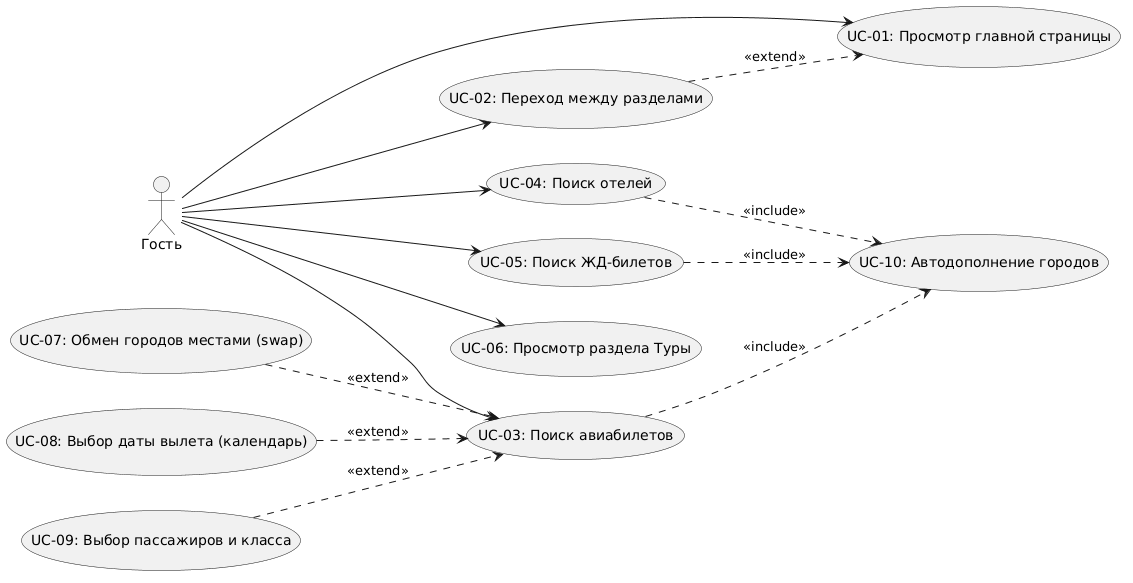 UC-01: Просмотр главной страницы
«extend»
UC-02: Переход между разделами
UC-04: Поиск отелей
«include»
Гость
UC-05: Поиск ЖД-билетов
«include»
UC-10: Автодополнение городов
UC-07: Обмен городов местами (swap)
UC-06: Просмотр раздела Туры
«include»
«extend»
UC-08: Выбор даты вылета (календарь)
«extend»
UC-03: Поиск авиабилетов
«extend»
UC-09: Выбор пассажиров и класса